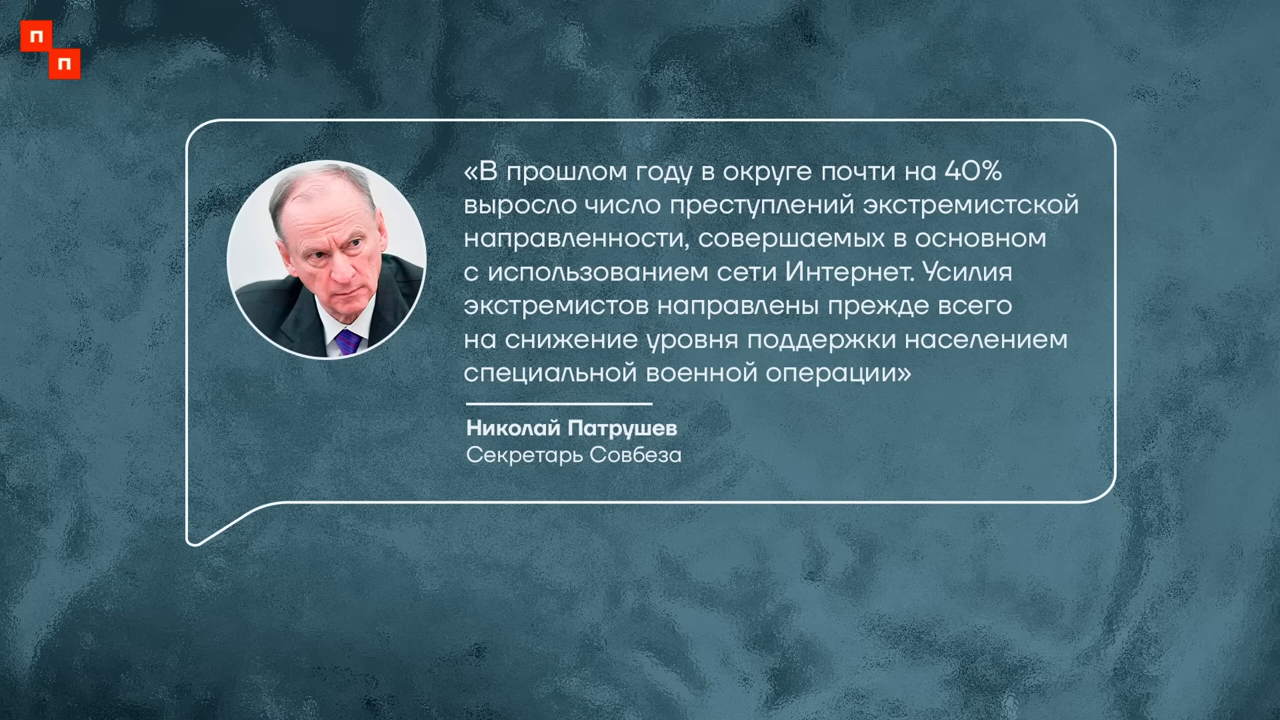 П
П
«В прошлом году в округе почти на 40%
выросло число преступлений экстремистской
направленности, совершаемых в основном
с использованием сети Интернет. Усилия
экстремистов направлены прежде всего
на снижение уровня поддержки населением
специальной военной операции»
Николай Патрушев
Секретарь Совбеза